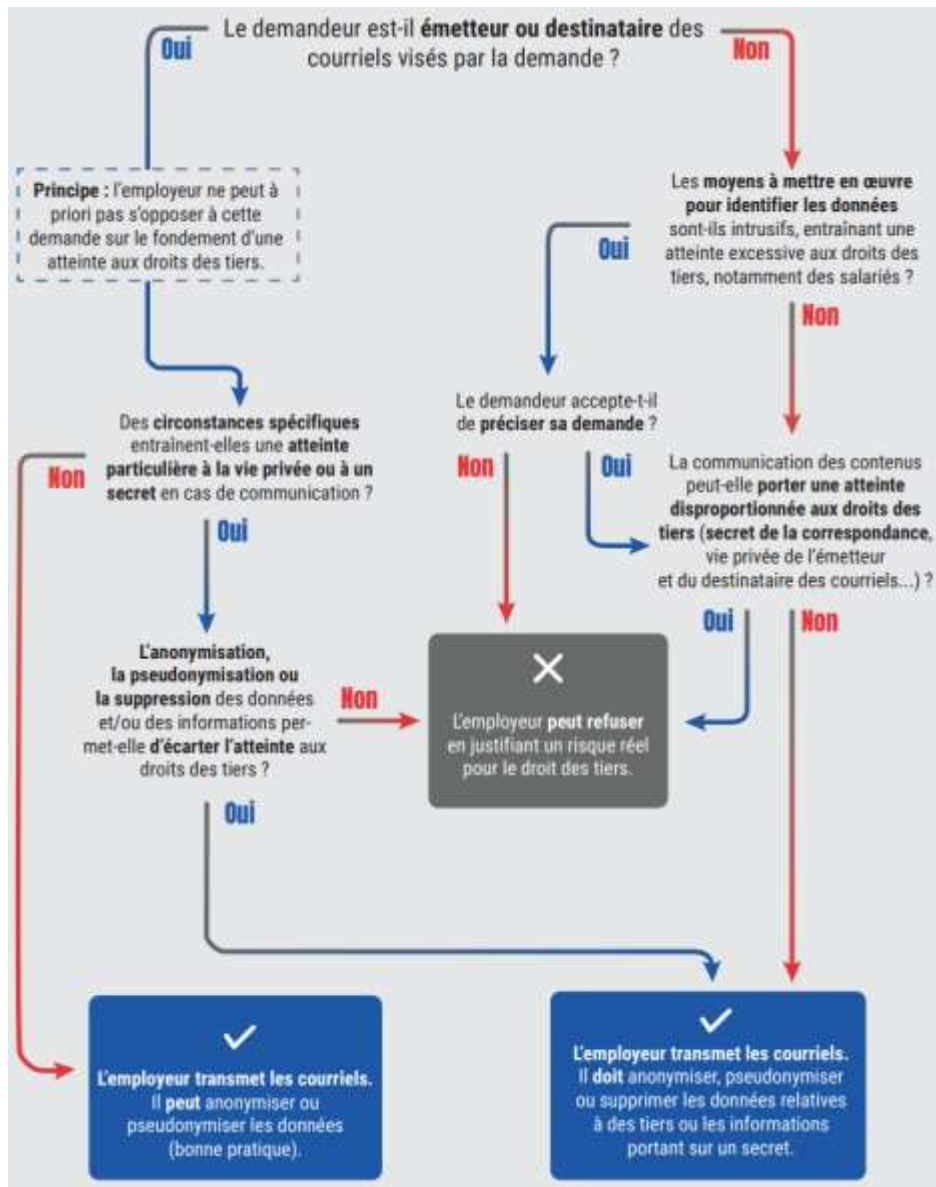 Le demandeur est-il émetteur ou destinataire des
courriels visés par la demande ?
Oui
Non
Principe : l'employeur ne peut à
priori pas s'opposer à cette
demande sur le fondement d'une
atteinte aux droits des tiers.
Les moyens à mettre en œuvre
pour identifier les données
sont-ils intrusifs, entraînant une
atteinte excessive aux droits des
tiers, notamment des salariés ?
Oui
Non
Des circonstances spécifiques
entraînent-elles une atteinte
particulière à la vie privée ou à un
secret en cas de communication ?
Non
Oui
Le demandeur accepte-t-il
de préciser sa demande ?
Non
Oui
La communication des contenus
peut-elle porter une atteinte
disproportionnée aux droits des
tiers (secret de la correspondance,
vie privée de l'émetteur
et du destinataire des courriels...) ?
Oui
Non
L'anonymisation,
la pseudonymisation ou
la suppression des données
et/ou des informations per-
met-elle d'écarter l'atteinte aux
droits des tiers ?
Non
Oui
L'employeur peut refuser
en justifiant un risque réel
pour le droit des tiers.
L'employeur transmet les courriels.
Il peut anonymiser ou
pseudonymiser les données
(bonne pratique).
L'employeur transmet les courriels.
Il doit anonymiser, pseudonymiser
ou supprimer les données relatives
à des tiers ou les informations
portant sur un secret.